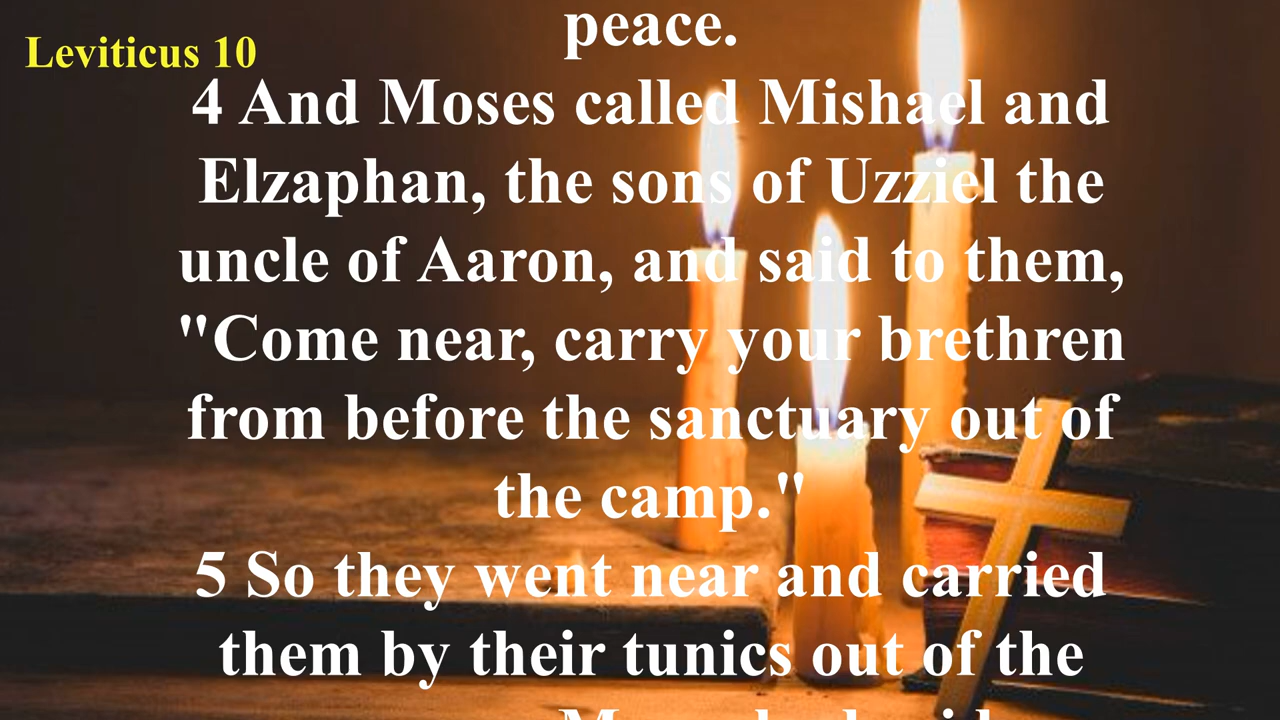 Leviticus 10
peace.
4 And Moses called Mishael and
Elzaphan, the sons of Uzziel the
uncle of Aaron, and said to them,
"Come near, carry your brethren
from before the sanctuary out of
the camp."
5 So they went near and carried
them by their tunics out of the